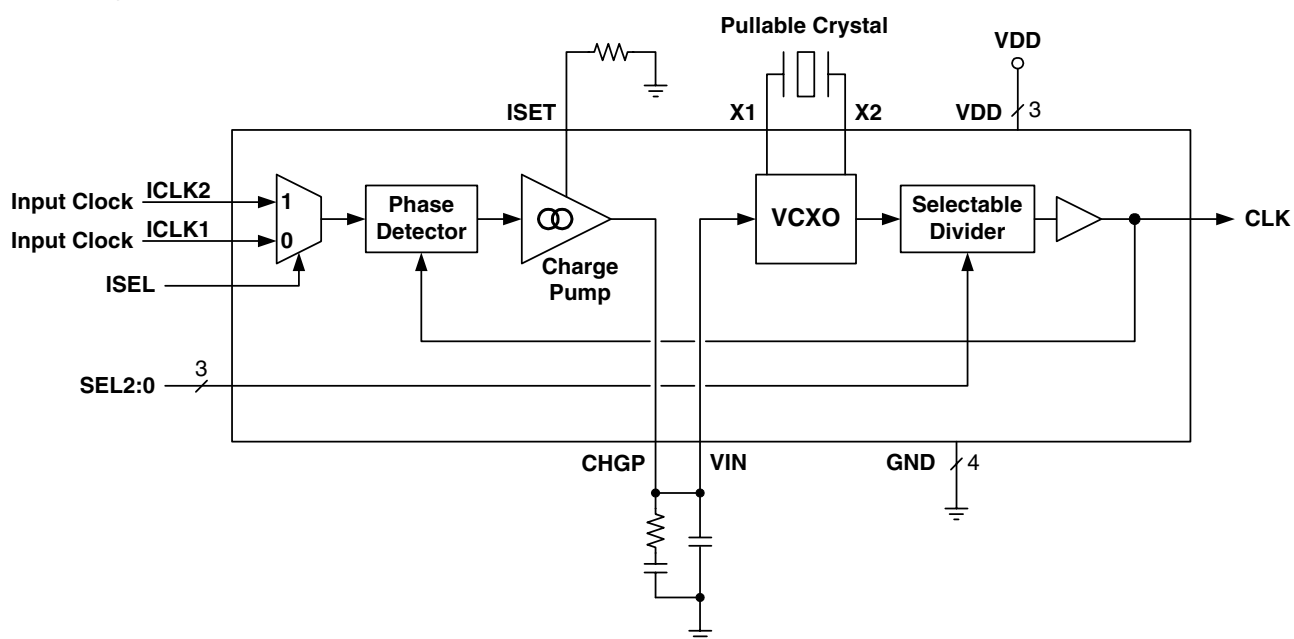 Pullable Crystal
VDD
ISET
X1
X2
VDD
3
Input Clock
ICLK2
1
Input Clock
ICLK1
0
ISEL
Phase
Detector
Charge
Pump
VCXO
Selectable
Divider
CLK
SEL2:0
3
CHGP
VIN
GND
4